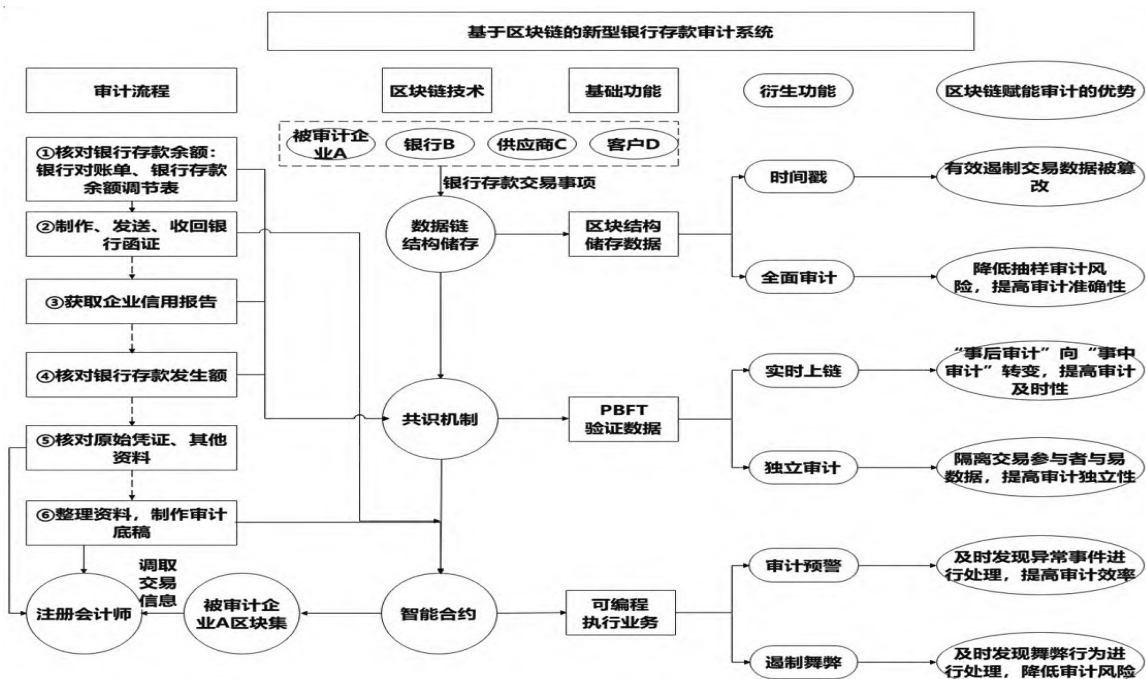 基于区块链的新型银行存款审计系统
审计流程
区块链技术
基础功能
衍生功能
区块链赋能审计的优势
被审计企
业A
银行B
供应商C
客户D
①核对银行存款余额：
银行对账单、银行存款
余额调节表
银行存款交易事项
时间戳
有效遏制交易数据被篡
改
②制作、发送、收回银
行函证
数据链
结构储存
区块结构
储存数据
③获取企业信用报告
全面审计
降低抽样审计风
险，提高审计准确性
④核对银行存款发生额
实时上链
“事后审计”向“事中
审计”转变，提高审计
及时性
共识机制
PBFT
验证数据
⑤核对原始凭证、其他
资料
独立审计
隔离交易参与者与易
数据，提高审计独立性
⑥整理资料，制作审计
底稿
调取
交易
信息
审计预警
及时发现异常事件进
行处理，提高审计效率
注册会计师
被审计企
业A区块集
智能合约
可编程
执行业务
遏制舞弊
及时发现舞弊行为进
行处理，降低审计风险